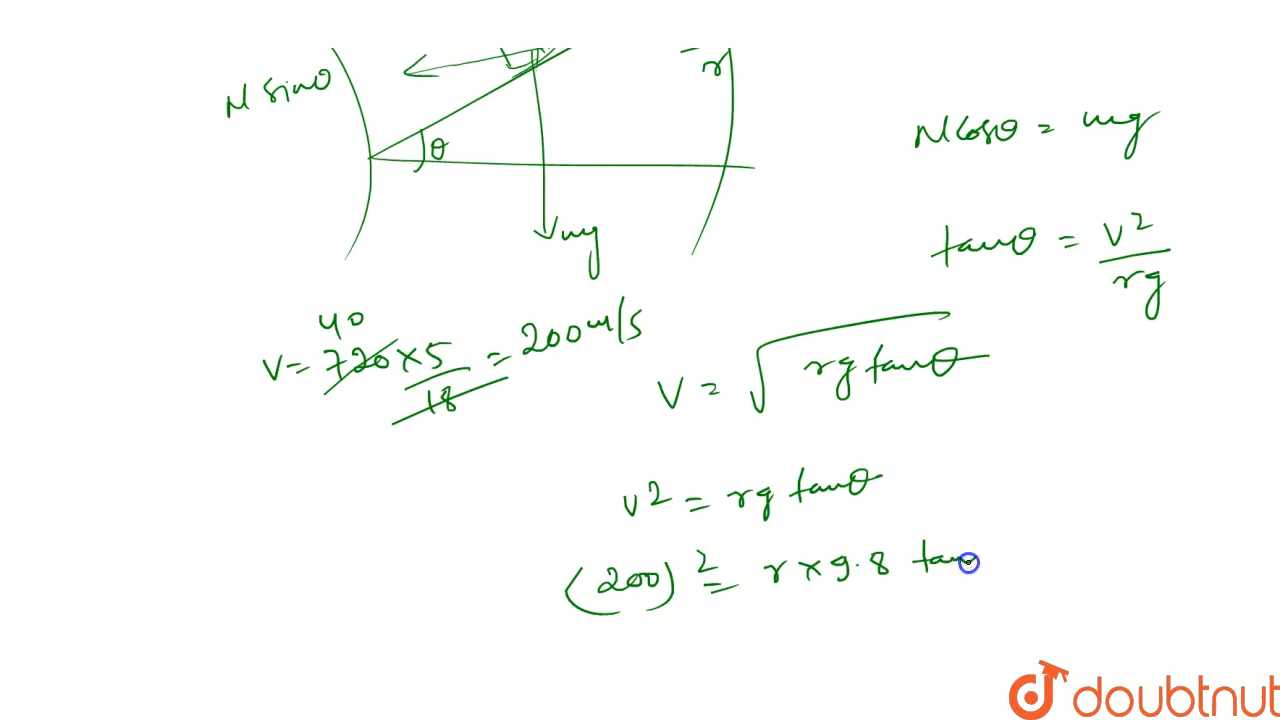 N sinθ
r
θ
N cosθ = mg
mg
tanθ = v²/rg
40
V = 720 × 5/18 = 200 m/s
V = √rg tanθ
v² = rg tanθ
(200)² = r × 9.8 tan
doubtnut